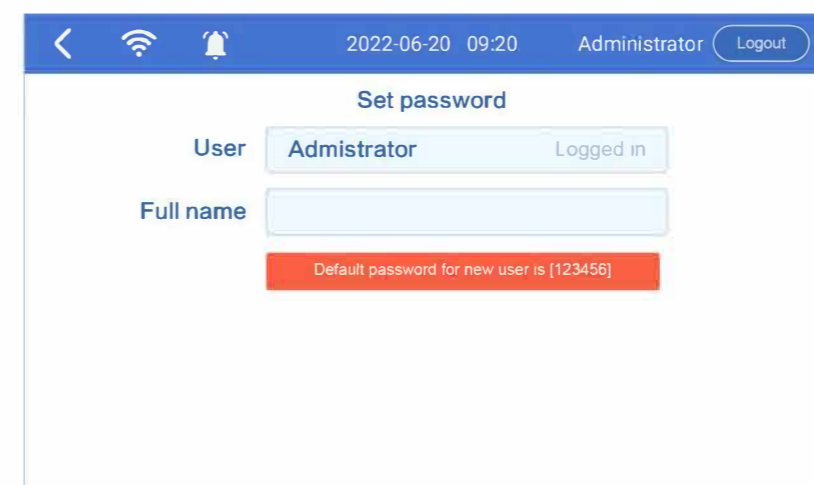 2022-06-20 09:20 Administrator Logout
Set password
User Admistrator Logged in
Full name
Default password for new user is [123456]